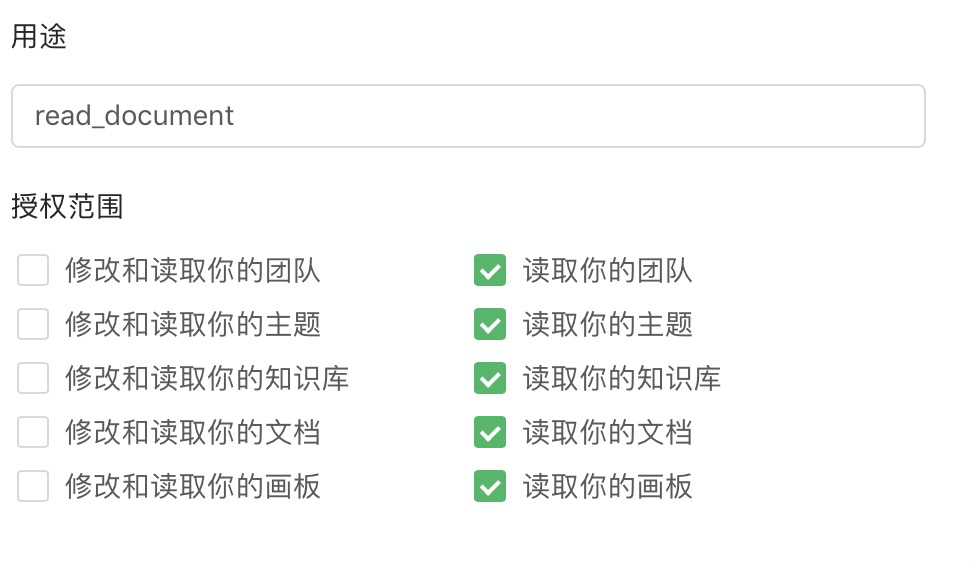 用途
read_document
授权范围
修改和读取你的团队 读取你的团队
修改和读取你的主题 读取你的主题
修改和读取你的知识库 读取你的知识库
修改和读取你的文档 读取你的文档
修改和读取你的画板 读取你的画板